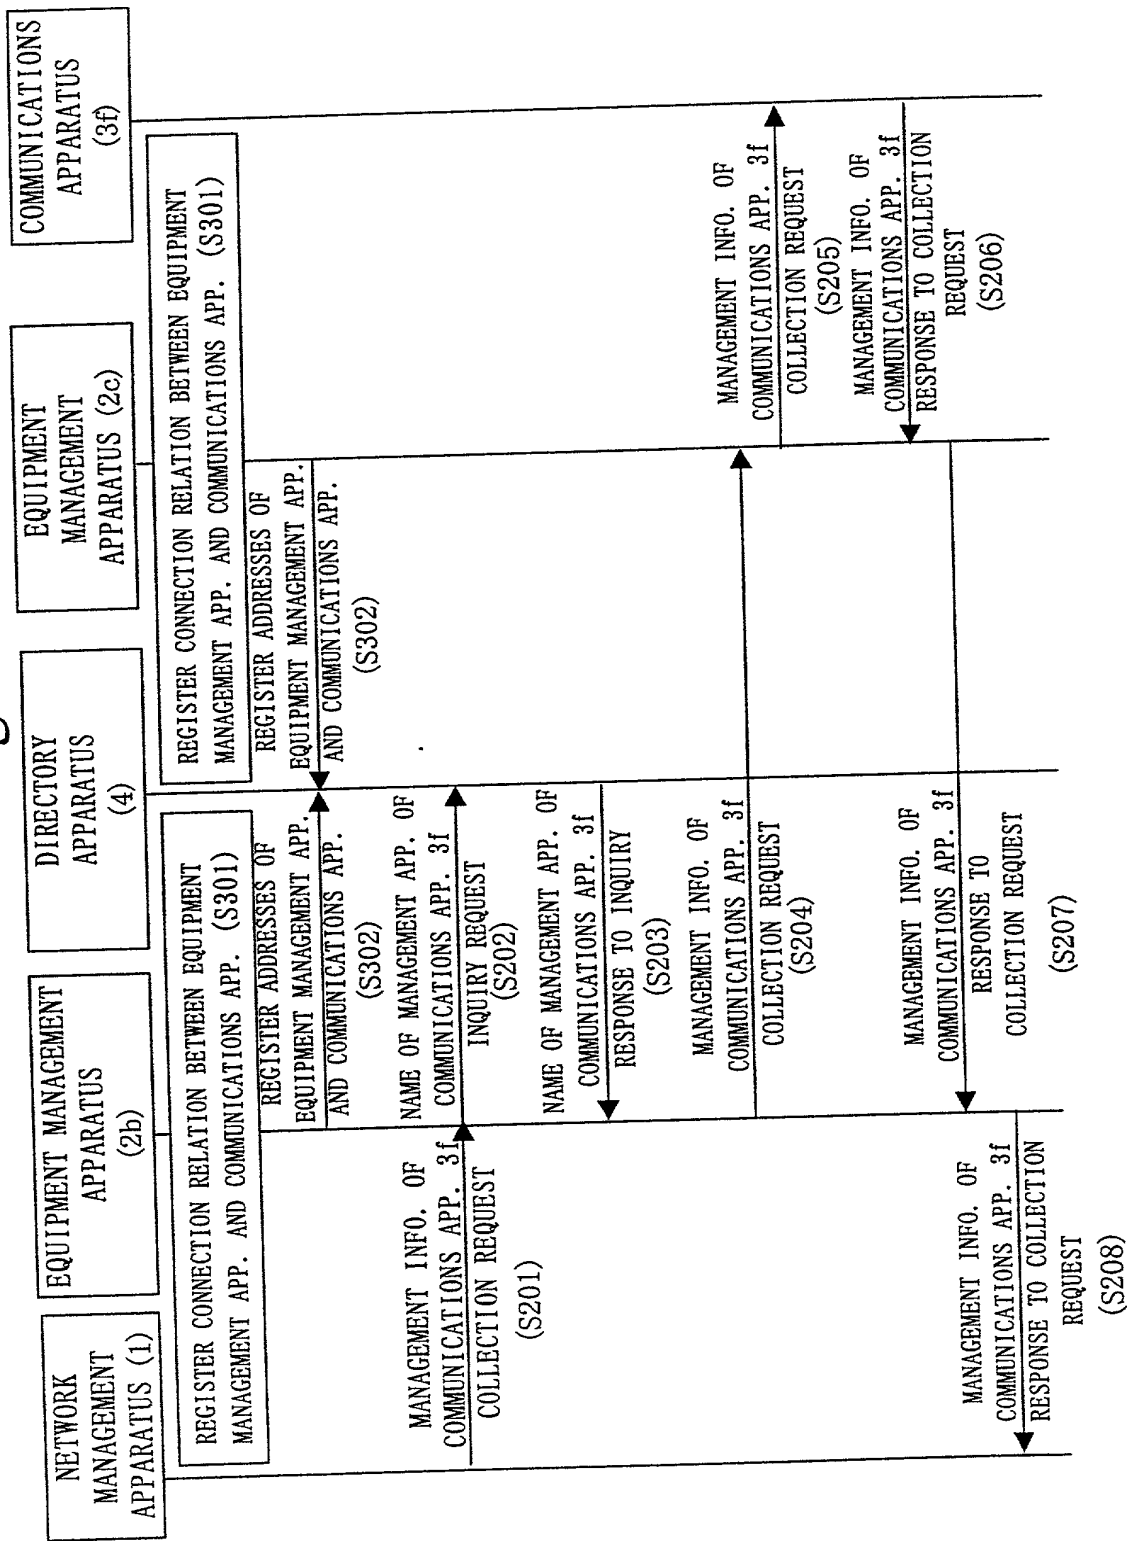 NETWORK
MANAGEMENT
APPARATUS (1)
EQUIPMENT MANAGEMENT
APPARATUS
(2b)
DIRECTORY
APPARATUS
(4)
EQUIPMENT
MANAGEMENT
APPARATUS (2c)
COMMUNICATIONS
APPARATUS
(3f)
REGISTER CONNECTION RELATION BETWEEN EQUIPMENT
MANAGEMENT APP. AND COMMUNICATIONS APP. (S301)
REGISTER CONNECTION RELATION BETWEEN EQUIPMENT
MANAGEMENT APP. AND COMMUNICATIONS APP. (S301)
REGISTER ADDRESSES OF
EQUIPMENT MANAGEMENT APP.
AND COMMUNICATIONS APP.
(S302)
REGISTER ADDRESSES OF
EQUIPMENT MANAGEMENT APP.
AND COMMUNICATIONS APP.
(S302)
MANAGEMENT INFO. OF
COMMUNICATIONS APP. 3f
COLLECTION REQUEST
(S201)
NAME OF MANAGEMENT APP. OF
COMMUNICATIONS APP. 3f
INQUIRY REQUEST
(S202)
NAME OF MANAGEMENT APP. OF
COMMUNICATIONS APP. 3f
RESPONSE TO INQUIRY
(S203)
MANAGEMENT INFO. OF
COMMUNICATIONS APP. 3f
COLLECTION REQUEST
(S204)
MANAGEMENT INFO. OF
COMMUNICATIONS APP. 3f
COLLECTION REQUEST
(S205)
MANAGEMENT INFO. OF
COMMUNICATIONS APP. 3f
RESPONSE TO COLLECTION
REQUEST
(S206)
MANAGEMENT INFO. OF
COMMUNICATIONS APP. 3f
RESPONSE TO
COLLECTION REQUEST
(S207)
MANAGEMENT INFO. OF
COMMUNICATIONS APP. 3f
RESPONSE TO COLLECTION
REQUEST
(S208)